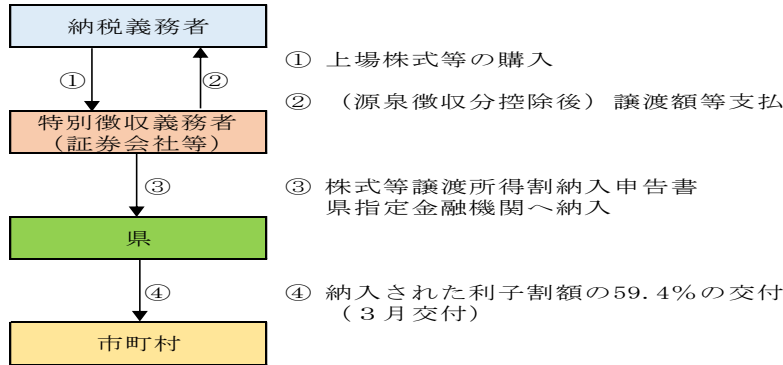 納税義務者
①
②
特別徴収義務者
(証券会社等)
③
県
④
市町村
① 上場株式等の購入
② (源泉徴収分控除後) 譲渡額等支払
③ 株式等譲渡所得割納入申告書
県指定金融機関へ納入
④ 納入された利子割額の59.4%の交付
(3月交付)